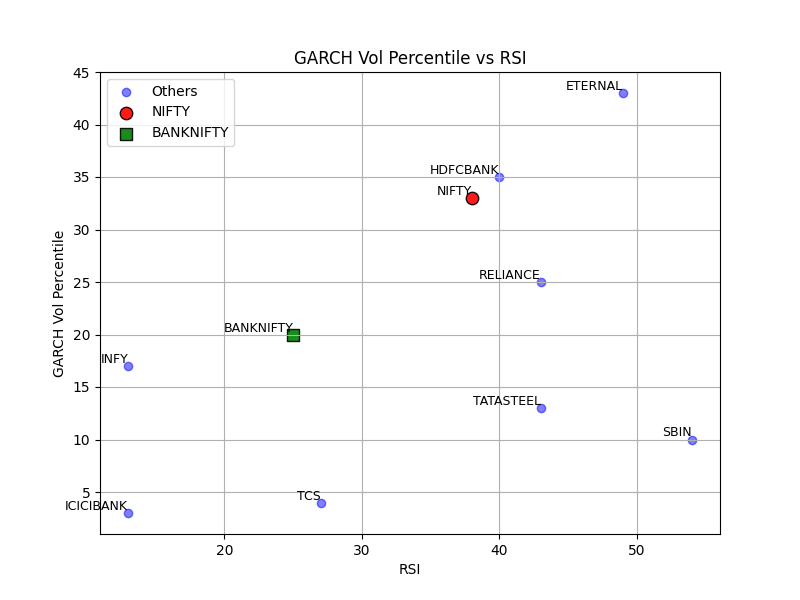 GARCH Vol Percentile vs RSI
Others
NIFTY
BANKNIFTY
ETERNAL
HDFCBANK
NIFTY
RELIANCE
BANKNIFTY
INFY
TATASTEEL
SBIN
TCS
ICICIBANK
45
40
35
30
25
20
15
10
5
GARCH Vol Percentile
20 30 40 50
RSI